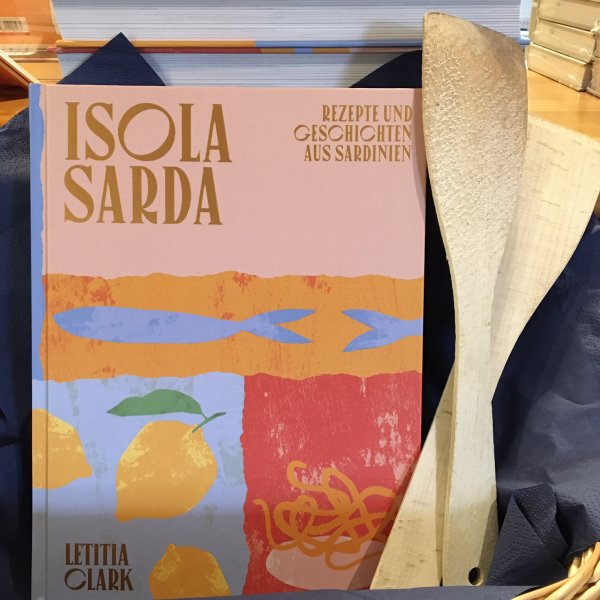 ISOLA
SARDA
REZEPTE UND
GESCHICHTEN
AUS SARDINIEN
LETITIA
CLARK